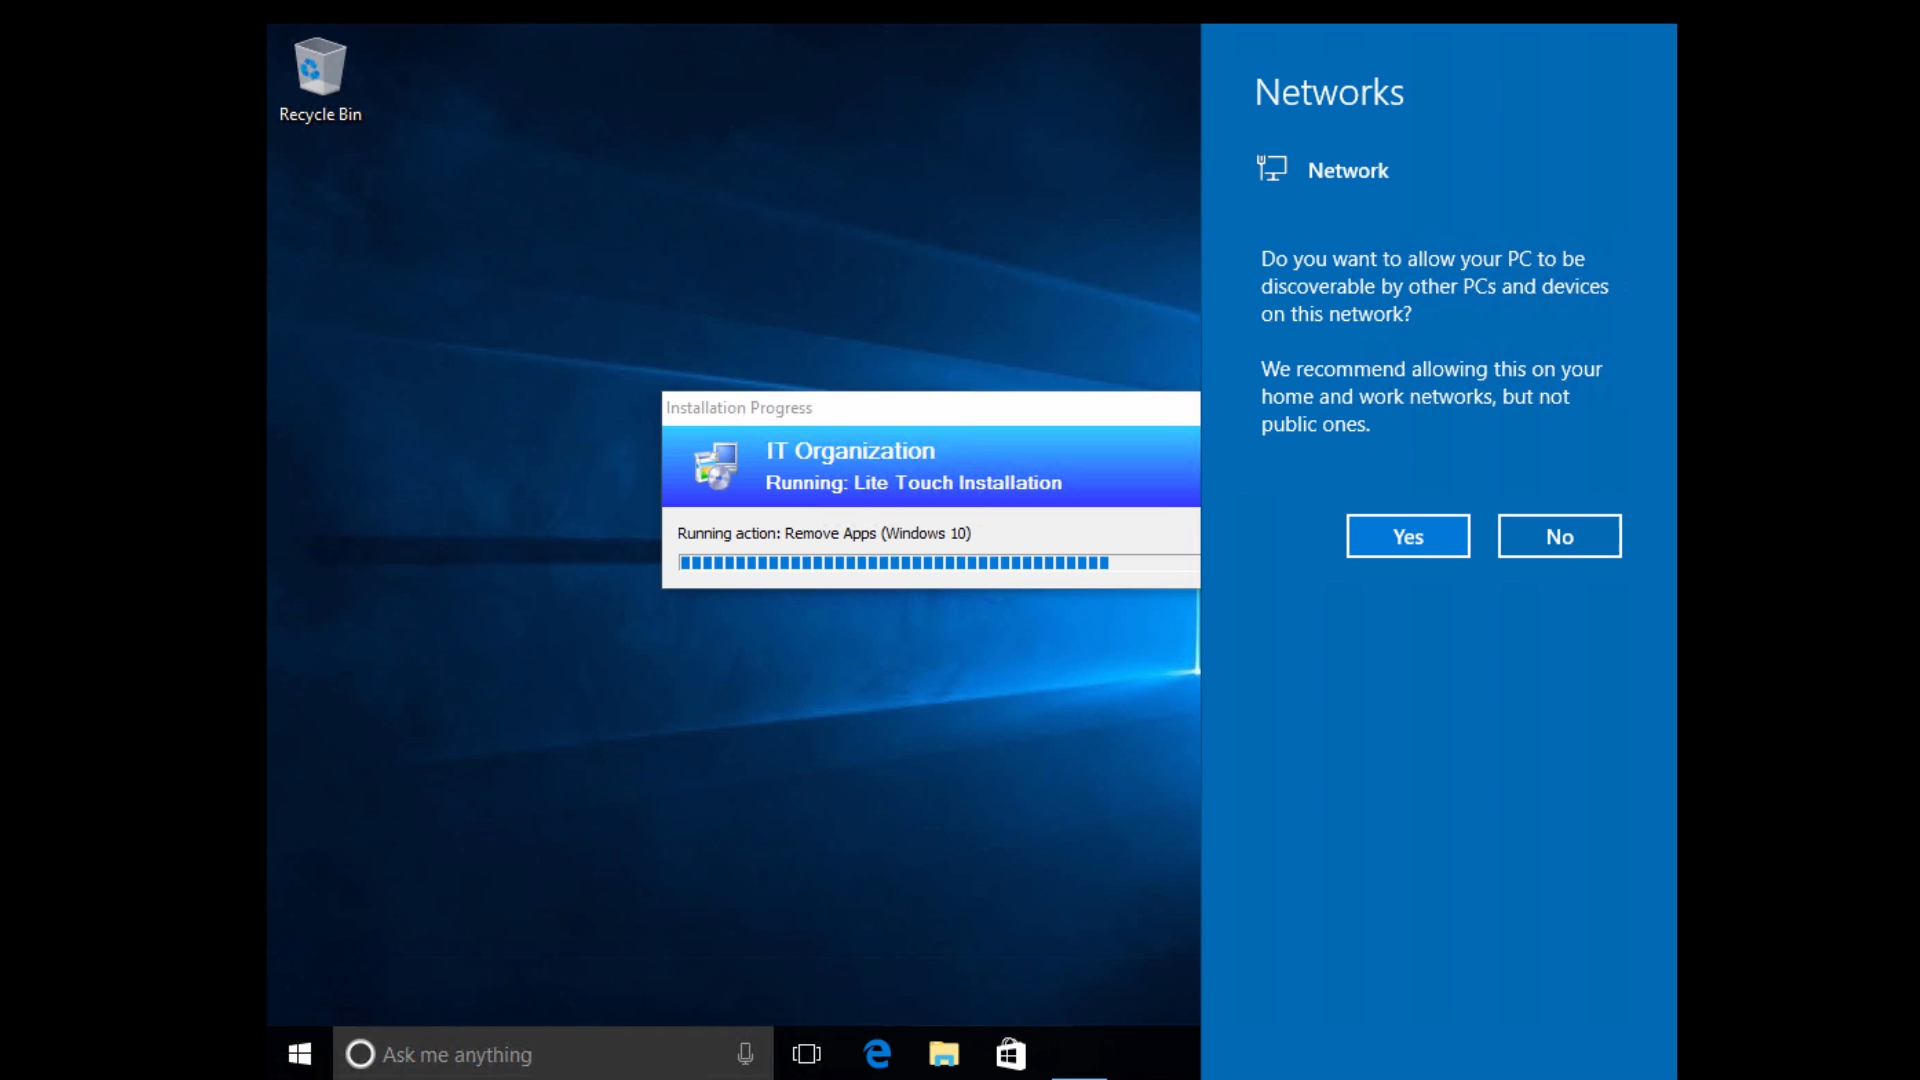 Recycle Bin
Installation Progress
IT Organization
Running: Lite Touch Installation
Running action: Remove Apps (Windows 10)
Networks
Network
Do you want to allow your PC to be
discoverable by other PCs and devices
on this network?
We recommend allowing this on your
home and work networks, but not
public ones.
Yes
No
Ask me anything